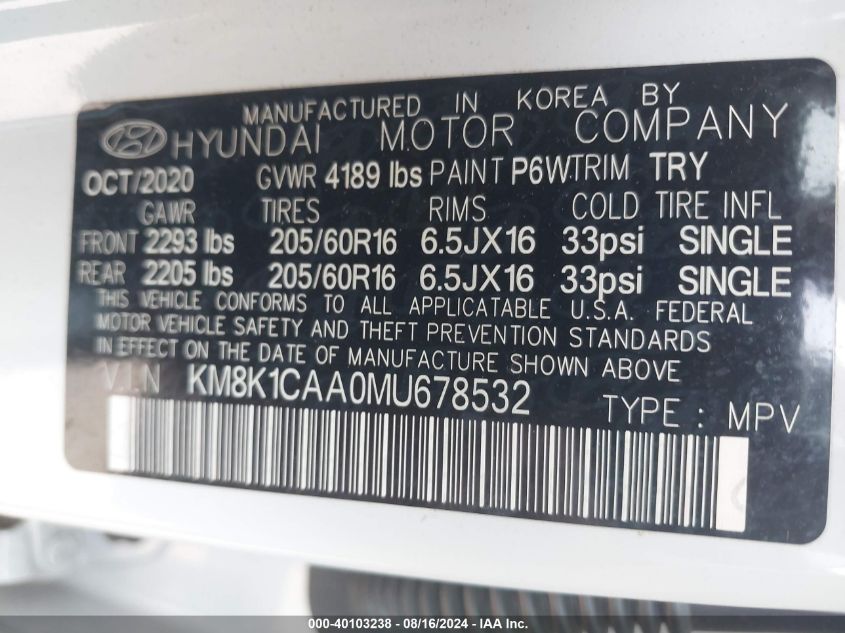 MANUFACTURED IN KOREA BY
HYUNDAI MOTOR COMPANY
OCT/2020 GVWR 4189 lbs PAINT P6W TRIM TRY
GAWR TIRES RIMS COLD TIRE INFL
FRONT 2293 lbs 205/60R16 6.5JX16 33psi SINGLE
REAR 2205 lbs 205/60R16 6.5JX16 33psi SINGLE
THIS VEHICLE CONFORMS TO ALL APPLICATABLE U.S.A. FEDERAL
MOTOR VEHICLE SAFETY AND THEFT PREVENTION STANDARDS
IN EFFECT ON THE DATE OF MANUFACTURE SHOWN ABOVE
VIN KM8K1CAA0MU678532
TYPE : MPV
000-40103238 - 08/16/2024 - IAA Inc.